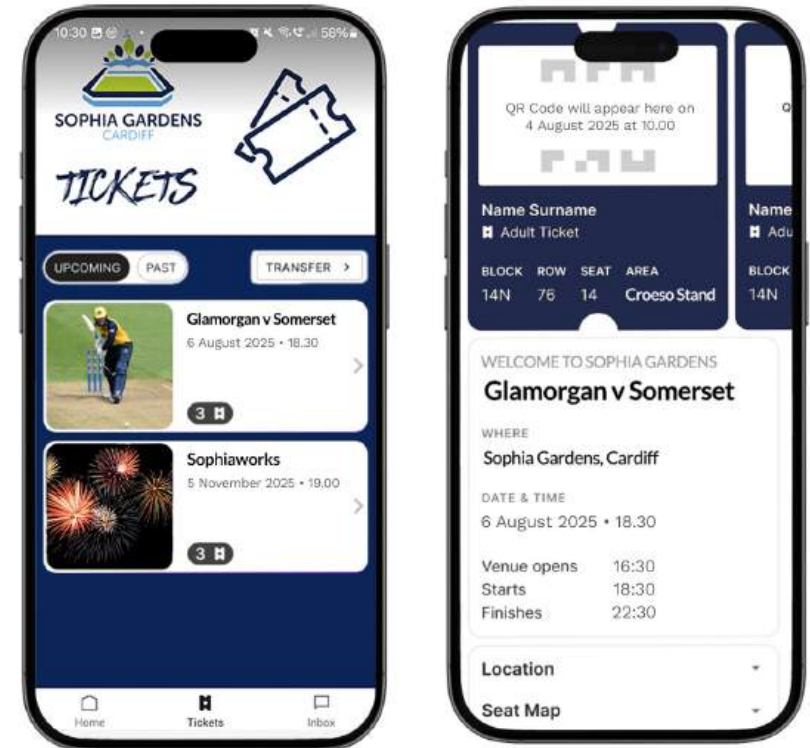 10:30
58%
SOPHIA GARDENS
CARDIFF
TICKETS
UPCOMING PAST TRANSFER >
Glamorgan v Somerset
6 August 2025 • 18.30
3
Sophiaworks
5 November 2025 • 19.00
3
Home Tickets Inbox
QR Code will appear here on
4 August 2025 at 10.00
Name Surname
Adult Ticket
BLOCK ROW SEAT AREA
14N 76 14 Croeso Stand
Q
Name
Adu
BLOCK
14N
WELCOME TO SOPHIA GARDENS
Glamorgan v Somerset
WHERE
Sophia Gardens, Cardiff
DATE & TIME
6 August 2025 • 18.30
Venue opens 16:30
Starts 18:30
Finishes 22:30
Location
Seat Map